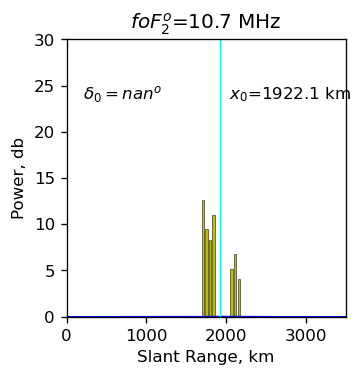 foF₂ᵒ=10.7 MHz
30
δ₀ = nanᵒ
x₀=1922.1 km
25
20
15
10
5
0
Power, db
0 1000 2000 3000
Slant Range, km